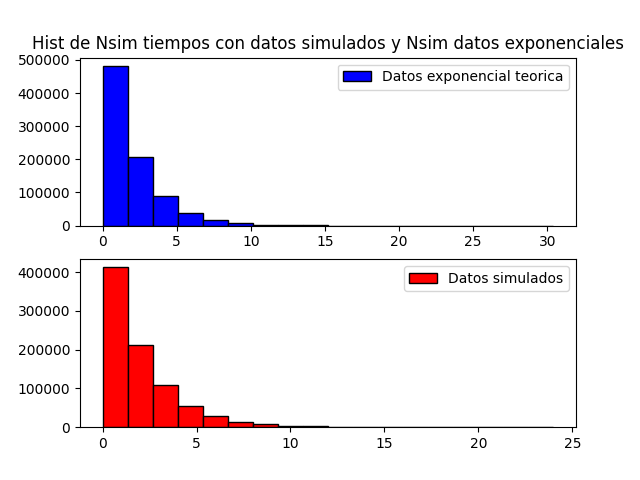 Hist de Nsim tiempos con datos simulados y Nsim datos exponenciales
500000
400000
300000
200000
100000
0
Datos exponencial teorica
0 5 10 15 20 25 30
400000
300000
200000
100000
0
Datos simulados
0 5 10 15 20 25